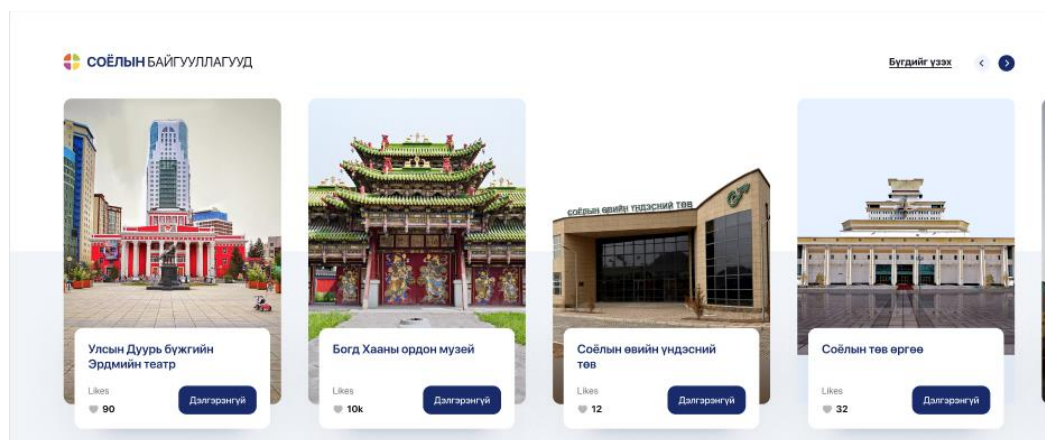 СОЁЛЫН БАЙГУУЛЛАГУУД
Бүгдийг үзэх
СОЁЛЫН ӨВИЙН ҮНДЭСНИЙ ТӨВ
Улсын Дуурь бүжгийн
Эрдмийн театр
Likes
90
Дэлгэрэнгүй
Богд Хааны ордон музей
Likes
10k
Дэлгэрэнгүй
Соёлын өвийн үндэсний
төв
Likes
12
Дэлгэрэнгүй
Соёлын төв өргөө
Likes
32
Дэлгэрэнгүй